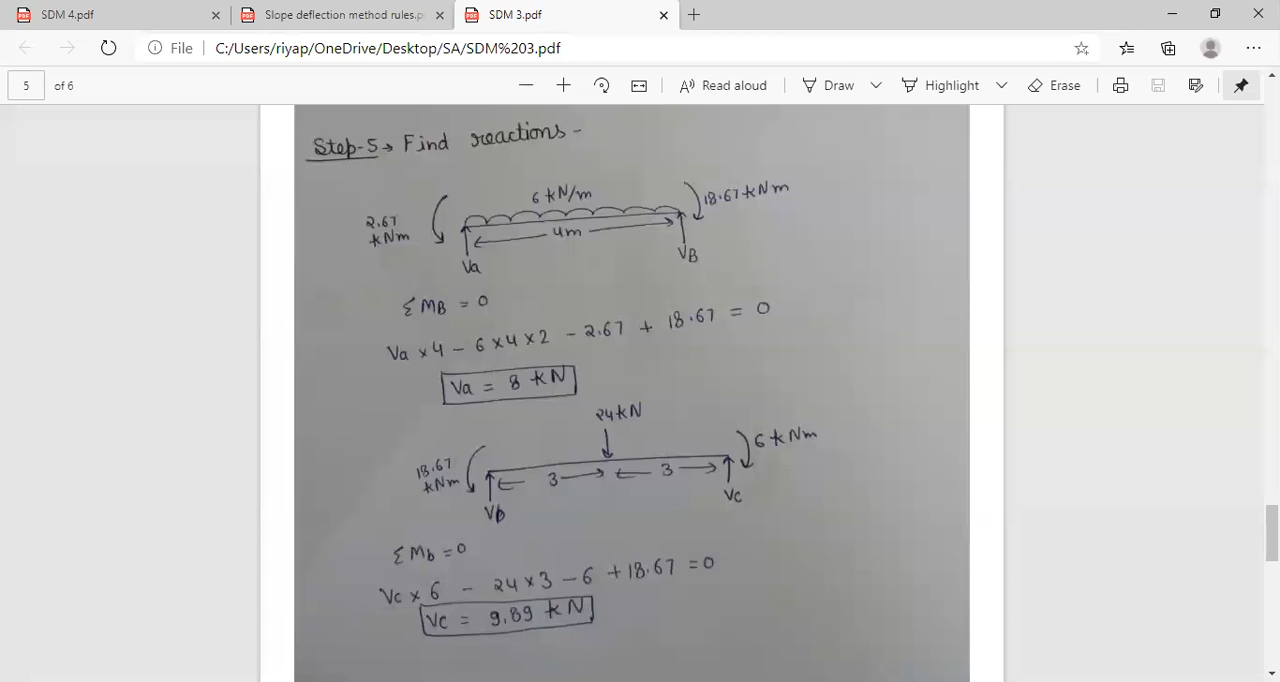 SDM 4.pdf
Slope deflection method rules.p
SDM 3.pdf
File
C:/Users/riyap/OneDrive/Desktop/SA/SDM%203.pdf
5 of 6
Read aloud
Draw
Highlight
Erase
Step-5 → Find reactions -
6 kN/m
18.67 kNm
2.67
kNm
4m
Va
VB
Σ MB = 0
Va × 4 - 6 × 4 × 2 - 2.67 + 18.67 = 0
Va = 8 kN
24 kN
6 kNm
18.67
kNm
3 3
Vb
Vc
Σ Mb = 0
Vc × 6 - 24 × 3 - 6 + 18.67 = 0
Vc = 9.89 kN